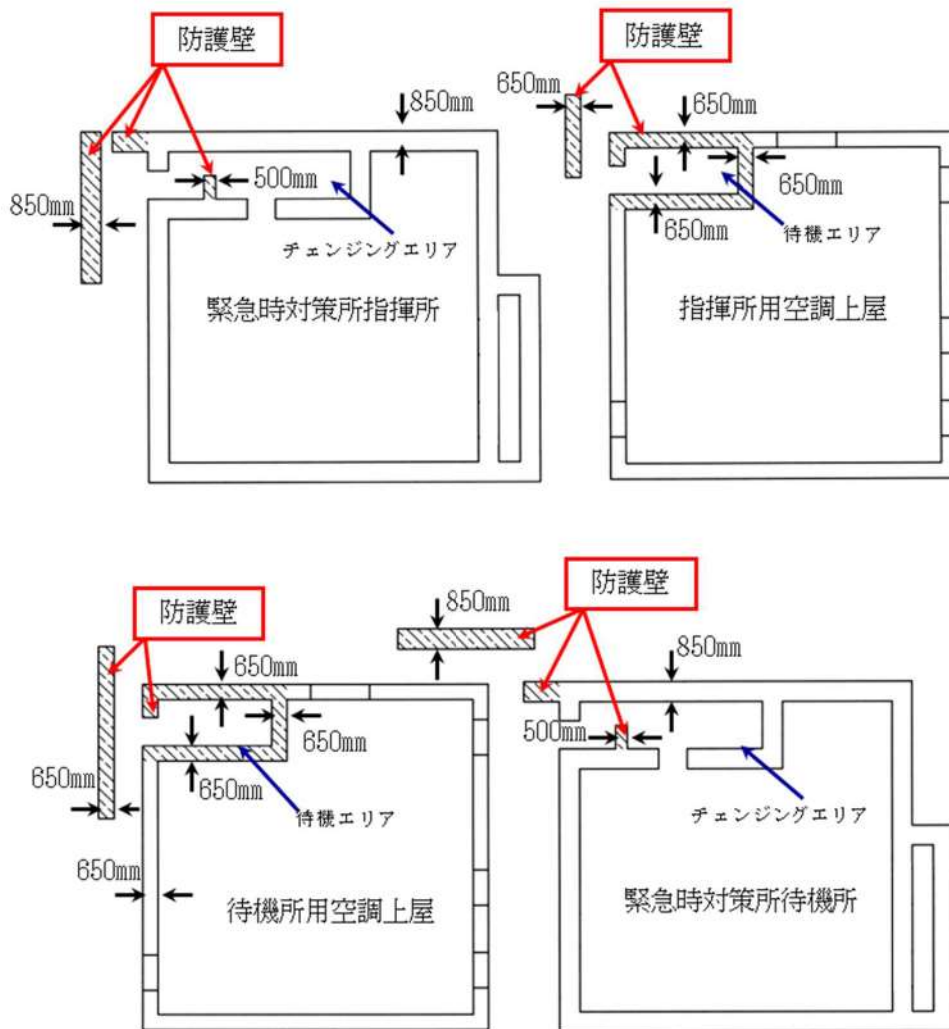 防護壁
防護壁
850mm
650mm
650mm
500mm
850mm
650mm
650mm
チェンジングエリア
待機エリア
緊急時対策所指揮所
指揮所用空調上屋
防護壁
防護壁
850mm
650mm
850mm
500mm
650mm
650mm
650mm
待機エリア
チェンジングエリア
650mm
待機所用空調上屋
緊急時対策所待機所